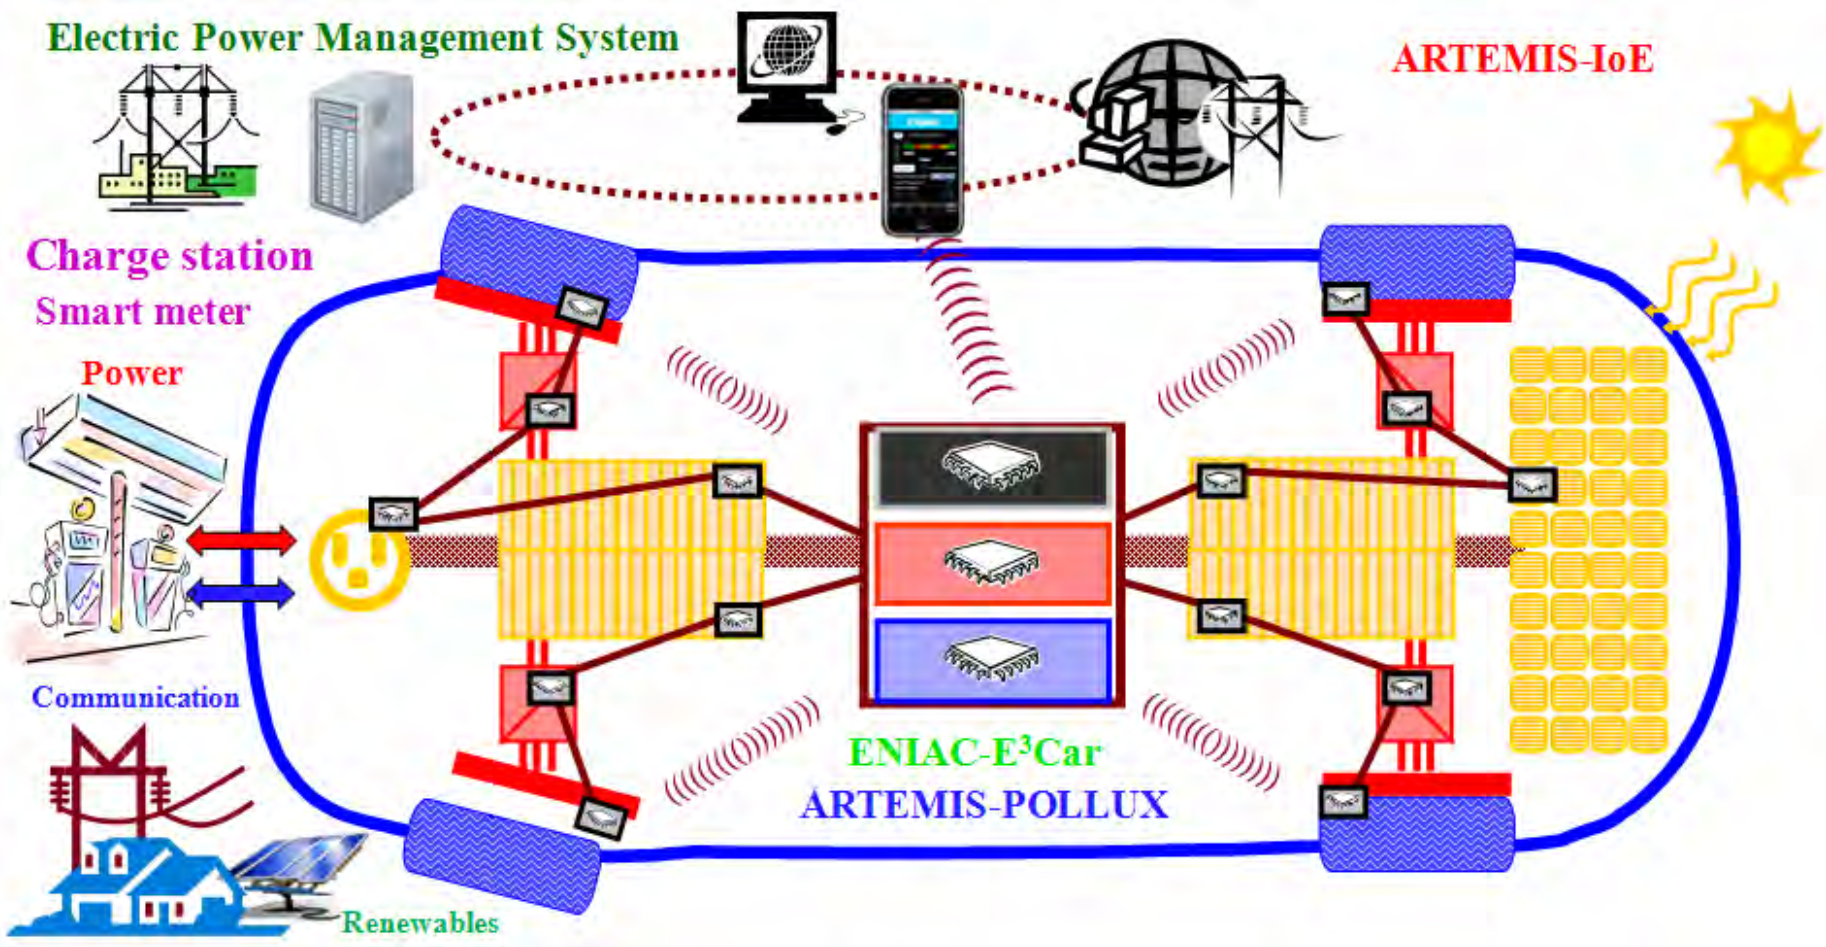 Electric Power Management System
ARTEMIS-IoE
Charge station
Smart meter
Power
Communication
ENIAC-E³Car
ARTEMIS-POLLUX
Renewables